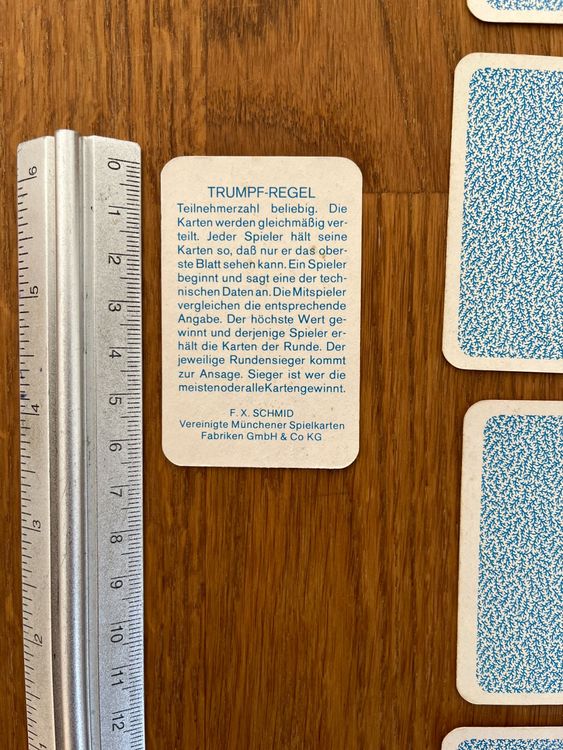 TRUMPF-REGEL
Teilnehmerzahl beliebig. Die
Karten werden gleichmäßig ver-
teilt. Jeder Spieler hält seine
Karten so, daß nur er das ober-
ste Blatt sehen kann. Ein Spieler
beginnt und sagt eine der tech-
nischen Daten an. Die Mitspieler
vergleichen die entsprechende
Angabe. Der höchste Wert ge-
winnt und derjenige Spieler er-
hält die Karten der Runde. Der
jeweilige Rundensieger kommt
zur Ansage. Sieger ist wer die
meisten oder alle Karten gewinnt.
F. X. SCHMID
Vereinigte Münchener Spielkarten
Fabriken GmbH & Co KG
0
1
2
3
4
5
6
7
8
9
10
11
12
6
5
4
3
2